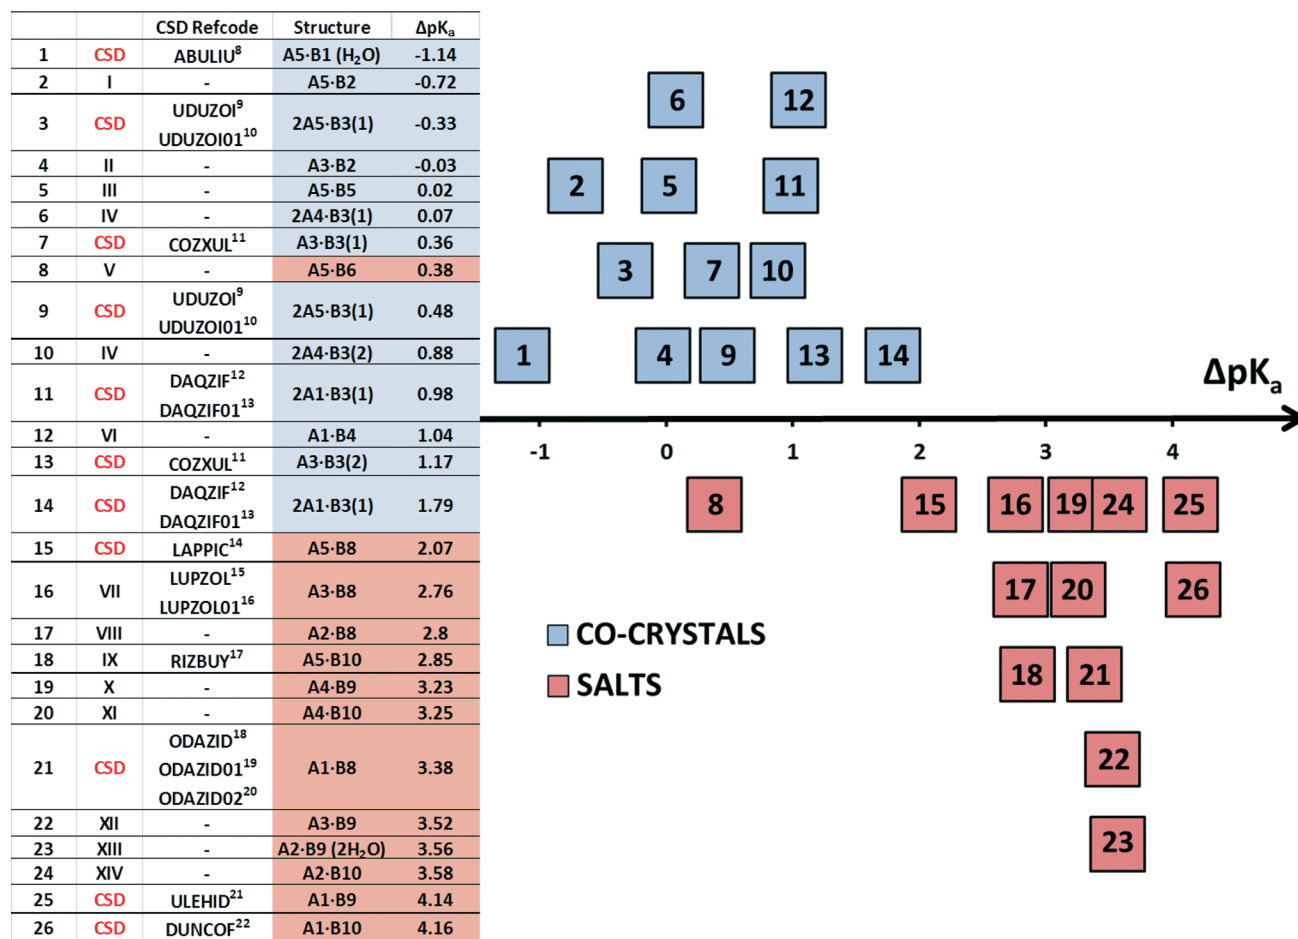 CSD Refcode Structure ΔpKₐ
1 CSD ABULIU⁸ A5·B1 (H₂O) -1.14
2 I - A5·B2 -0.72
3 CSD UDUZOI⁹ 2A5·B3(1) -0.33
UDUZOI01¹⁰
4 II - A3·B2 -0.03
5 III - A5·B5 0.02
6 IV - 2A4·B3(1) 0.07
7 CSD COZXUL¹¹ A3·B3(1) 0.36
8 V - A5·B6 0.38
9 CSD UDUZOI⁹ 2A5·B3(1) 0.48
UDUZOI01¹⁰
10 IV - 2A4·B3(2) 0.88
11 CSD DAQZIF¹² 2A1·B3(1) 0.98
DAQZIF01¹³
12 VI - A1·B4 1.04
13 CSD COZXUL¹¹ A3·B3(2) 1.17
14 CSD DAQZIF¹² 2A1·B3(1) 1.79
DAQZIF01¹³
15 CSD LAPPIC¹⁴ A5·B8 2.07
16 VII LUPZOL¹⁵ A3·B8 2.76
LUPZOL01¹⁶
17 VIII - A2·B8 2.8
18 IX RIZBUY¹⁷ A5·B10 2.85
19 X - A4·B9 3.23
20 XI - A4·B10 3.25
21 CSD ODAZID¹⁸ A1·B8 3.38
ODAZID01¹⁹
ODAZID02²⁰
22 XII - A3·B9 3.52
23 XIII - A2·B9 (2H₂O) 3.56
24 XIV - A2·B10 3.58
25 CSD ULEHID²¹ A1·B9 4.14
26 CSD DUNCOF²² A1·B10 4.16
6 12
2 5 11
3 7 10
1 4 9 13 14
ΔpKₐ
-1 0 1 2 3 4
8 15 16 19 24 25
17 20 26
CO-CRYSTALS
18 21
SALTS
22
23